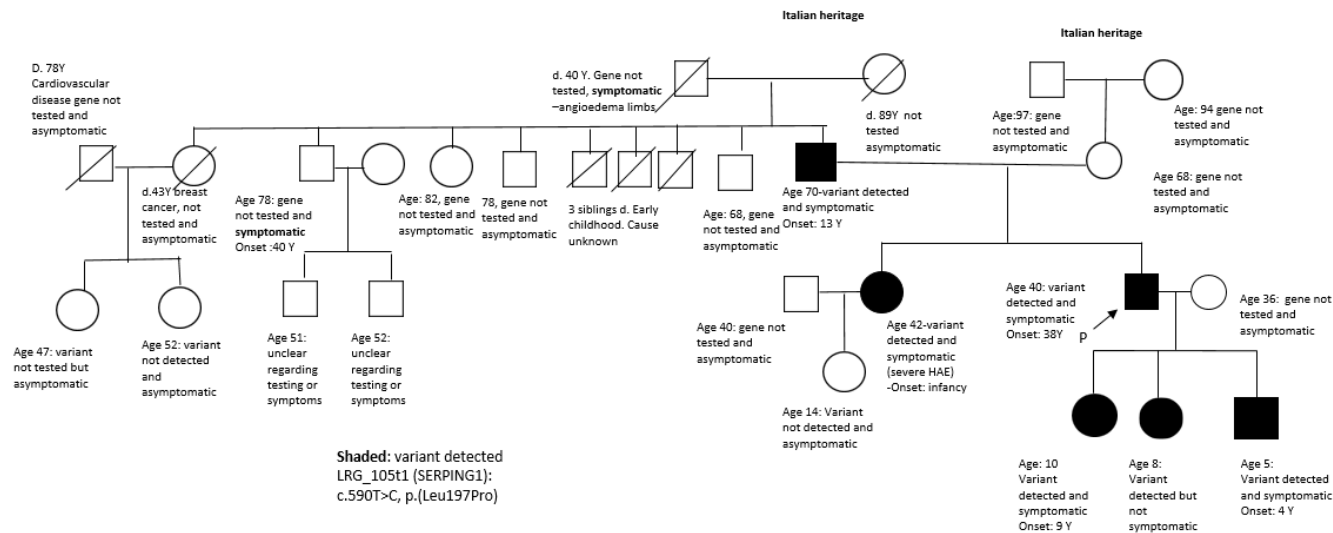 Italian heritage
Italian heritage
D. 78Y
Cardiovascular
disease gene not
tested and
asymptomatic
d. 40 Y. Gene not
tested, symptomatic
–angioedema limbs
d. 89Y not
tested
asymptomatic
Age:97: gene
not tested and
asymptomatic
Age: 94 gene not
tested and
asymptomatic
d.43Y breast
cancer, not
tested and
asymptomatic
Age 78: gene
not tested and
symptomatic
Onset :40 Y
Age: 82, gene
not tested and
asymptomatic
78, gene not
tested and
asymptomatic
3 siblings d. Early
childhood. Cause
unknown
Age: 68, gene
not tested and
asymptomatic
Age 70-variant detected
and symptomatic
Onset: 13 Y
Age 68: gene not
tested and
asymptomatic
Age 47: variant
not tested but
asymptomatic
Age 52: variant
not detected
and
asymptomatic
Age 51:
unclear
regarding
testing or
symptoms
Age 52:
unclear
regarding
testing or
symptoms
Age 40: gene not
tested and
asymptomatic
Age 42-variant
detected and
symptomatic
(severe HAE)
-Onset: infancy
Age 40: variant
detected and
symptomatic
Onset: 38Y
P
Age 36: gene not
tested and
asymptomatic
Age 14: Variant
not detected and
asymptomatic
Age: 10
Variant
detected and
symptomatic
Onset: 9 Y
Age 8:
Variant
detected but
not
symptomatic
Age 5:
Variant detected
and symptomatic
Onset: 4 Y
Shaded: variant detected
LRG_105t1 (SERPING1):
c.590T>C, p.(Leu197Pro)